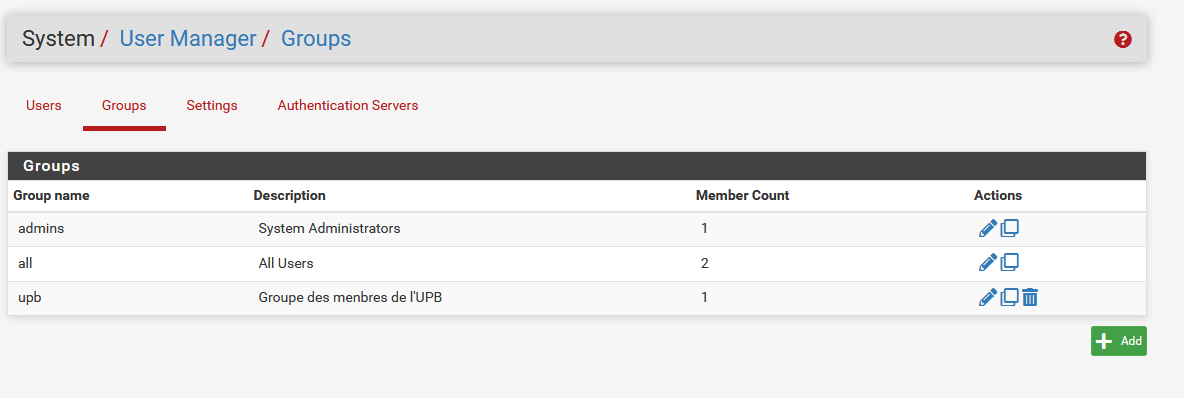 System / User Manager / Groups
Users Groups Settings Authentication Servers
Groups
Group name Description Member Count Actions
admins System Administrators 1
all All Users 2
upb Groupe des menbres de l'UPB 1
Add